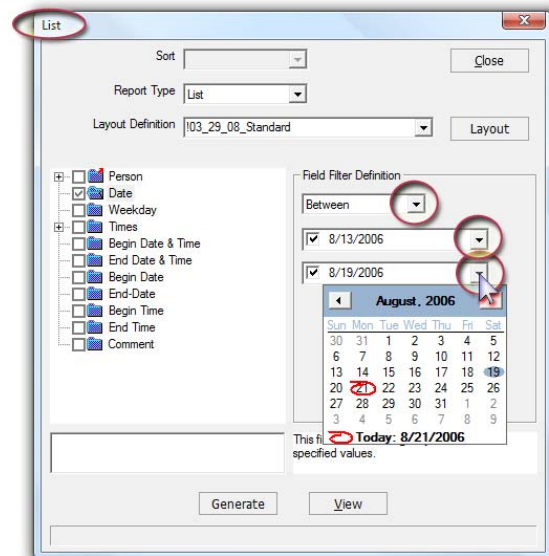 List
Sort
Close
Report Type List
Layout Definition !03_29_08_Standard Layout
Person
Date
Weekday
Times
Begin Date & Time
End Date & Time
Begin Date
End-Date
Begin Time
End Time
Comment
Field Filter Definition
Between
8/13/2006
8/19/2006
August, 2006
Sun Mon Tue Wed Thu Fri Sat
30 31 1 2 3 4 5
6 7 8 9 10 11 12
13 14 15 16 17 18 19
20 21 22 23 24 25 26
27 28 29 30 31 1 2
3 4 5 6 7 8 9
Today: 8/21/2006
This
specified values.
Generate View